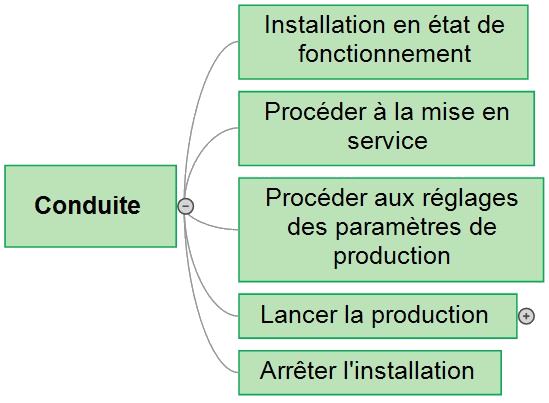 Installation en état de
fonctionnement
Procéder à la mise en
service
Conduite
Procéder aux réglages
des paramètres de
production
Lancer la production
Arrêter l'installation